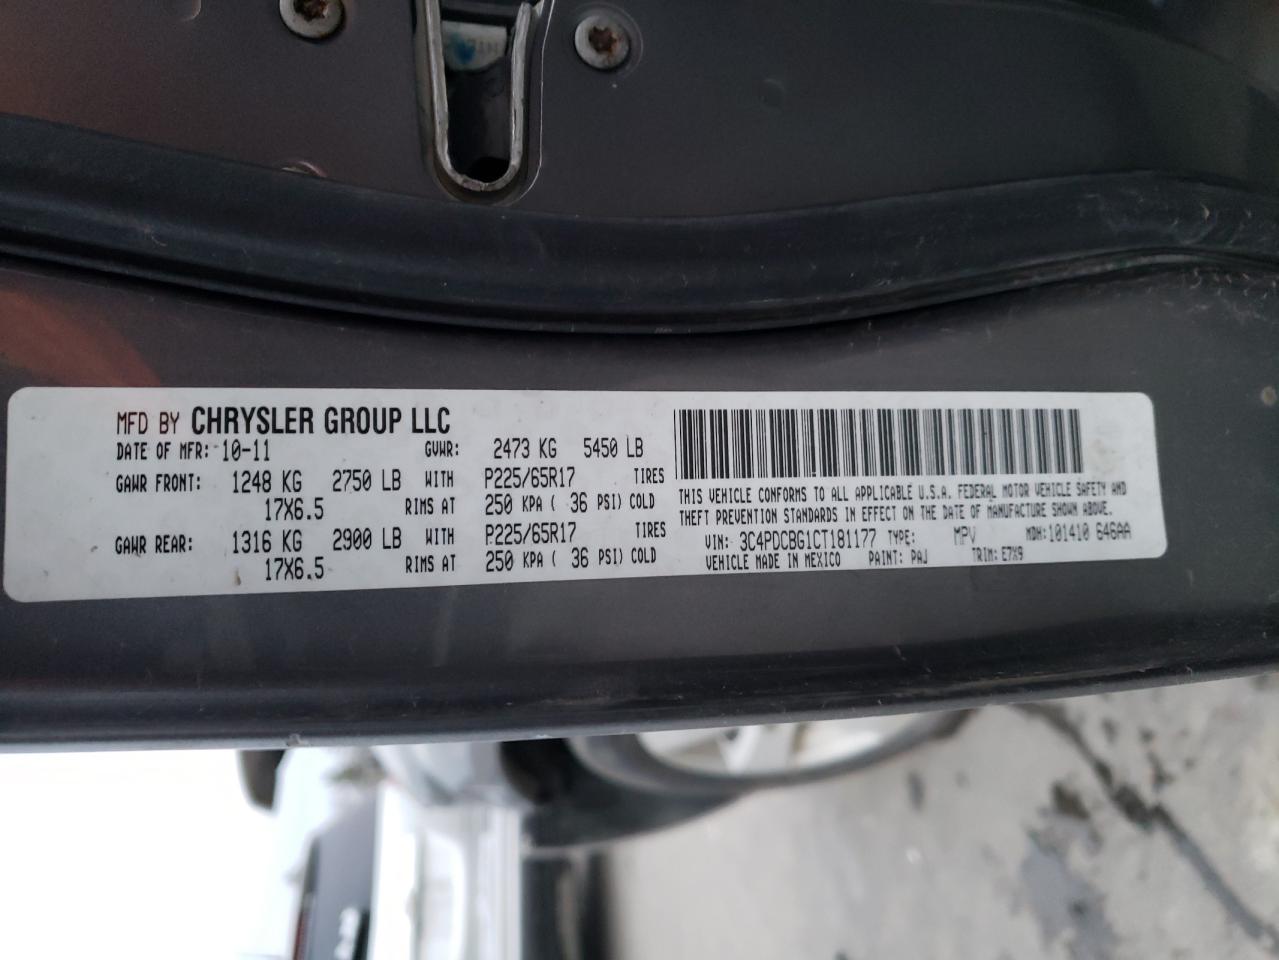 MFD BY CHRYSLER GROUP LLC
DATE OF MFR: 10-11 GVWR: 2473 KG 5450 LB
GAWR FRONT: 1248 KG 2750 LB WITH P225/65R17 TIRES
17X6.5 RIMS AT 250 KPA ( 36 PSI) COLD
GAWR REAR: 1316 KG 2900 LB WITH P225/65R17 TIRES
17X6.5 RIMS AT 250 KPA ( 36 PSI) COLD
THIS VEHICLE CONFORMS TO ALL APPLICABLE U.S.A. FEDERAL MOTOR VEHICLE SAFETY AND
THEFT PREVENTION STANDARDS IN EFFECT ON THE DATE OF MANUFACTURE SHOWN ABOVE.
VIN: 3C4PDCBG1CT181177 TYPE: MPV MDH: 101410 646AA
VEHICLE MADE IN MEXICO PAINT: PAJ TRIM: E7X9